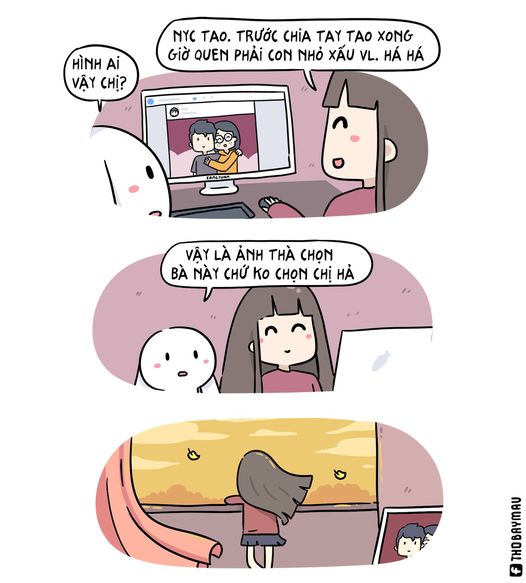 HÌNH AI
VẬY CHỊ?
NYC TAO. TRƯỚC CHIA TAY TAO XONG
GIỜ QUEN PHẢI CON NHỎ XẤU VL. HÁ HÁ
VẬY LÀ ẢNH THÀ CHỌN
BÀ NÀY CHỨ KO CHỌN CHỊ HẢ
THOBAYMAU